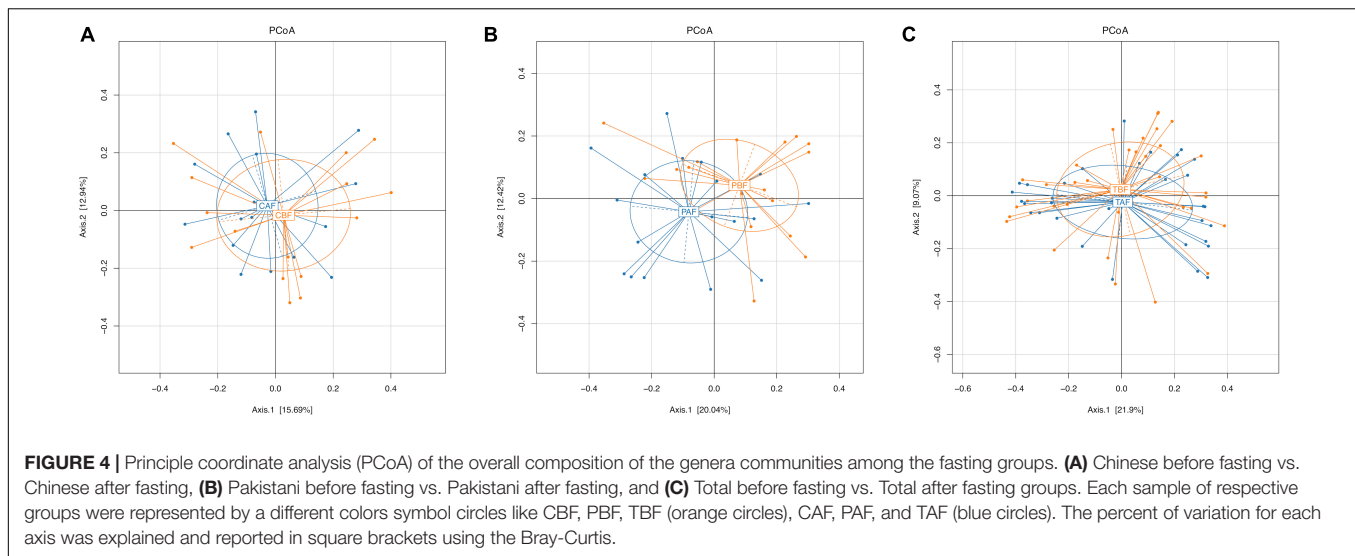 A
PCoA
0.4
0.2
0.0
−0.2
−0.4
Axis.2 [12.94%]
CAF
CBF
−0.4
−0.2
0.0
0.2
0.4
Axis.1 [15.69%]
B
PCoA
0.4
0.2
0.0
−0.2
−0.4
Axis.2 [12.42%]
PBF
PAF
−0.4
−0.2
0.0
0.2
0.4
Axis.1 [20.04%]
C
PCoA
0.4
0.2
0.0
−0.2
−0.4
−0.6
Axis.2 [9.07%]
TBF
TAF
−0.6
−0.4
−0.2
0.0
0.2
0.4
Axis.1 [21.9%]
FIGURE 4 | Principle coordinate analysis (PCoA) of the overall composition of the genera communities among the fasting groups. (A) Chinese before fasting vs.
Chinese after fasting, (B) Pakistani before fasting vs. Pakistani after fasting, and (C) Total before fasting vs. Total after fasting groups. Each sample of respective
groups were represented by a different colors symbol circles like CBF, PBF, TBF (orange circles), CAF, PAF, and TAF (blue circles). The percent of variation for each
axis was explained and reported in square brackets using the Bray-Curtis.